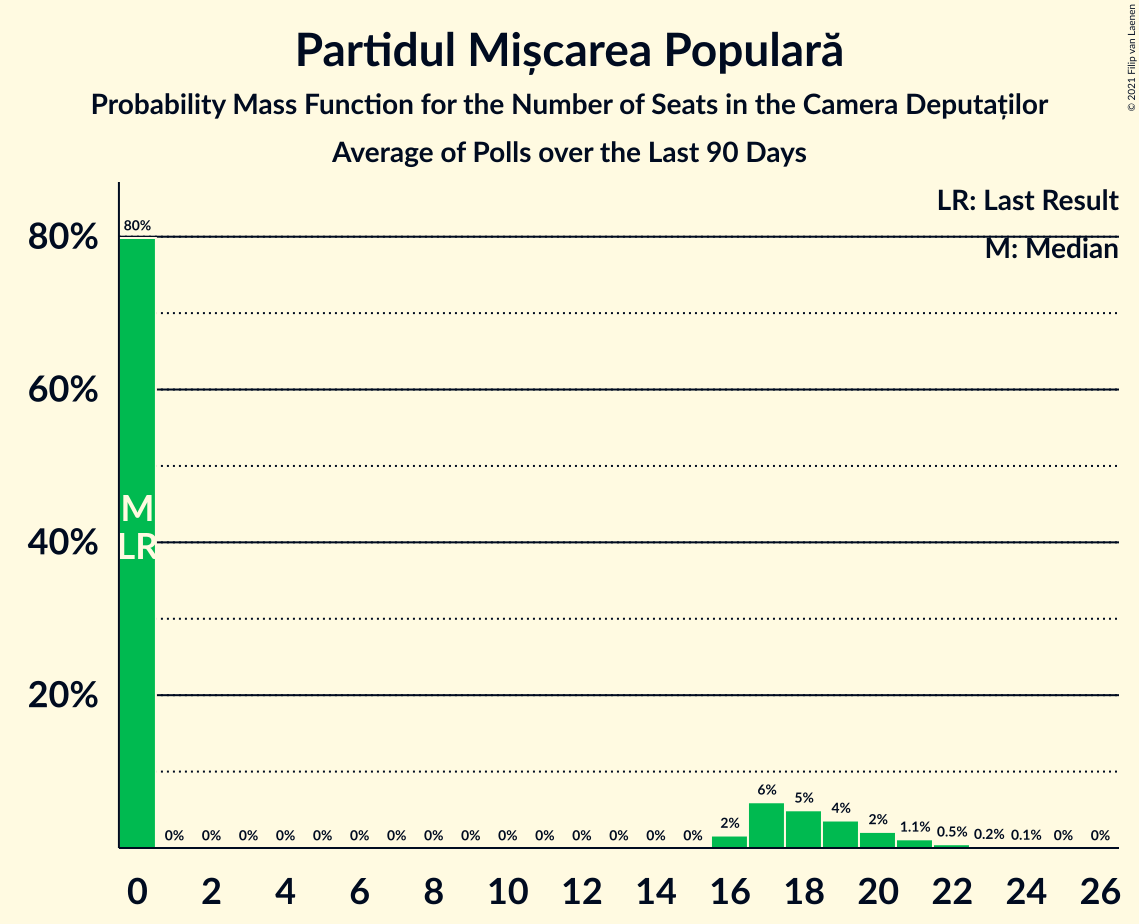 Partidul Mișcarea Populară
Probability Mass Function for the Number of Seats in the Camera Deputaților
Average of Polls over the Last 90 Days
© 2021 Filip van Laenen
LR: Last Result
M: Median
80%
60%
40%
20%
80%
M
LR
0% 0% 0% 0% 0% 0% 0% 0% 0% 0% 0% 0% 0% 0% 0% 2% 6% 5% 4% 2% 1.1% 0.5% 0.2% 0.1% 0% 0%
0 2 4 6 8 10 12 14 16 18 20 22 24 26